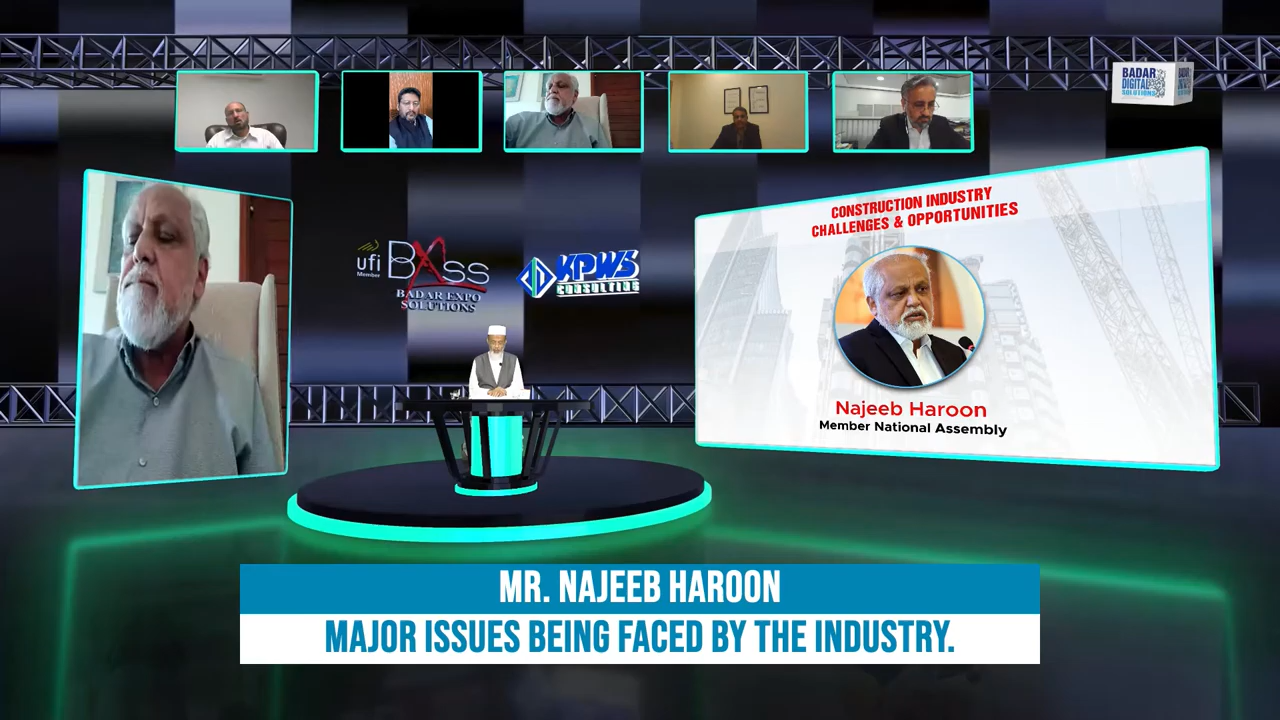 BADAR
DIGITAL
SOLUTIONS
CONSTRUCTION INDUSTRY
CHALLENGES & OPPORTUNITIES
ufi
Member
BXSS
BADAR EXPO
SOLUTIONS
KPWS
CONSULTING
Najeeb Haroon
Member National Assembly
MR. NAJEEB HAROON
MAJOR ISSUES BEING FACED BY THE INDUSTRY.